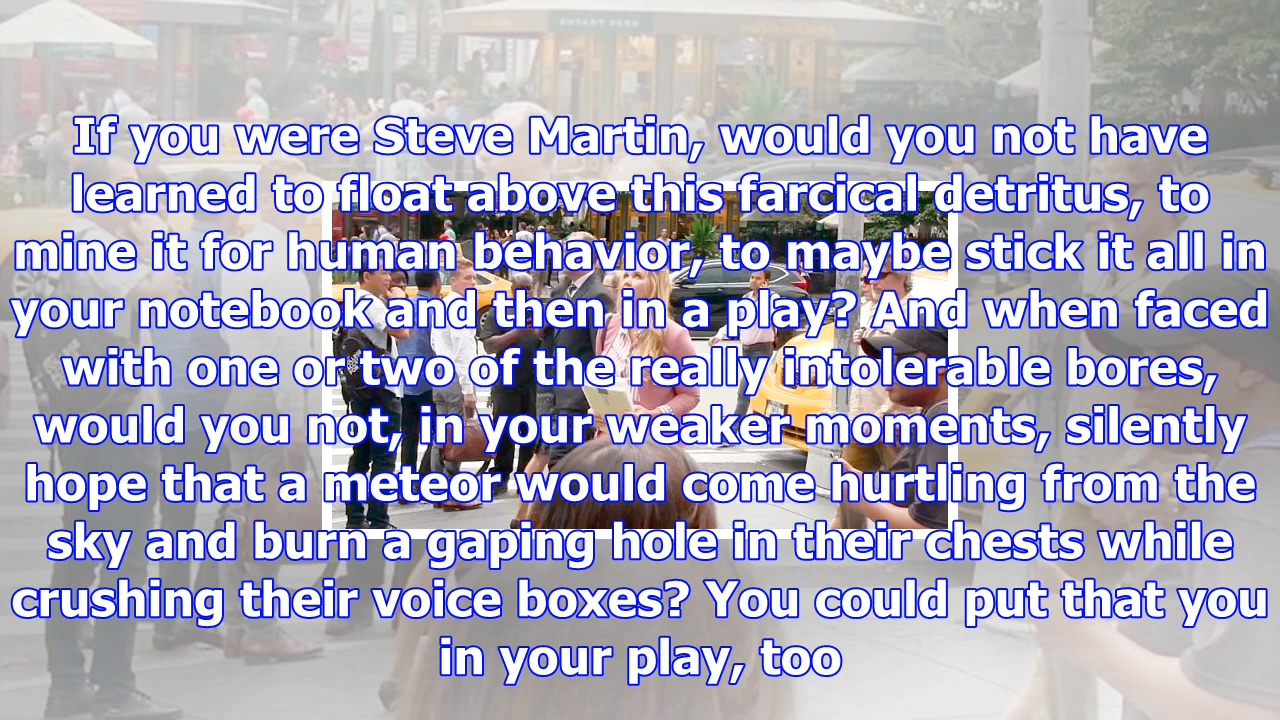 BRYANT PARK
If you were Steve Martin, would you not have
learned to float above this farcical detritus, to
mine it for human behavior, to maybe stick it all in
your notebook and then in a play? And when faced
with one or two of the really intolerable bores,
would you not, in your weaker moments, silently
hope that a meteor would come hurtling from the
sky and burn a gaping hole in their chests while
crushing their voice boxes? You could put that you
in your play, too